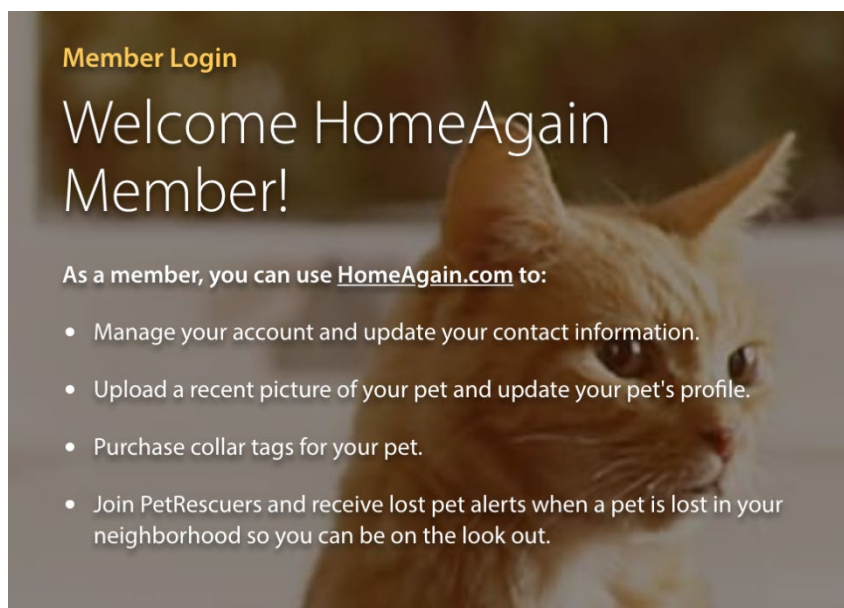 Member Login
Welcome HomeAgain
Member!
As a member, you can use HomeAgain.com to:
• Manage your account and update your contact information.
• Upload a recent picture of your pet and update your pet's profile.
• Purchase collar tags for your pet.
• Join PetRescuers and receive lost pet alerts when a pet is lost in your
neighborhood so you can be on the look out.